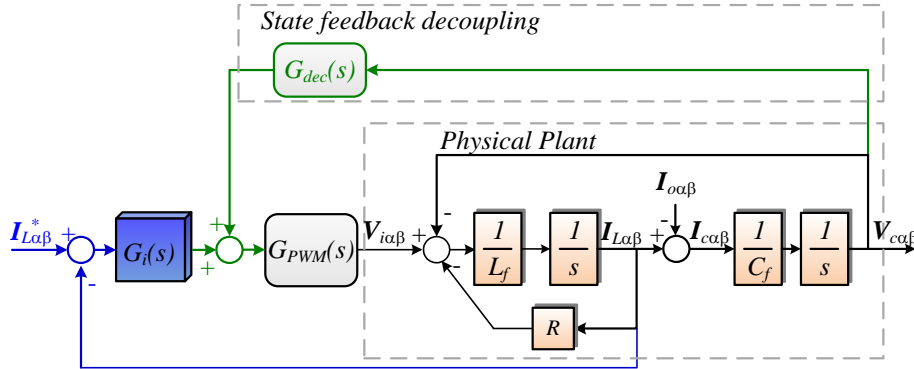 State feedback decoupling
G_dec(s)
Physical Plant
I_oαβ
I_Lαβ^*
+
-
G_i(s)
+
+
G_PWM(s)
V_iαβ
+
-
-
1
L_f
1
s
I_Lαβ
+
-
I_cαβ
1
C_f
1
s
V_cαβ
R